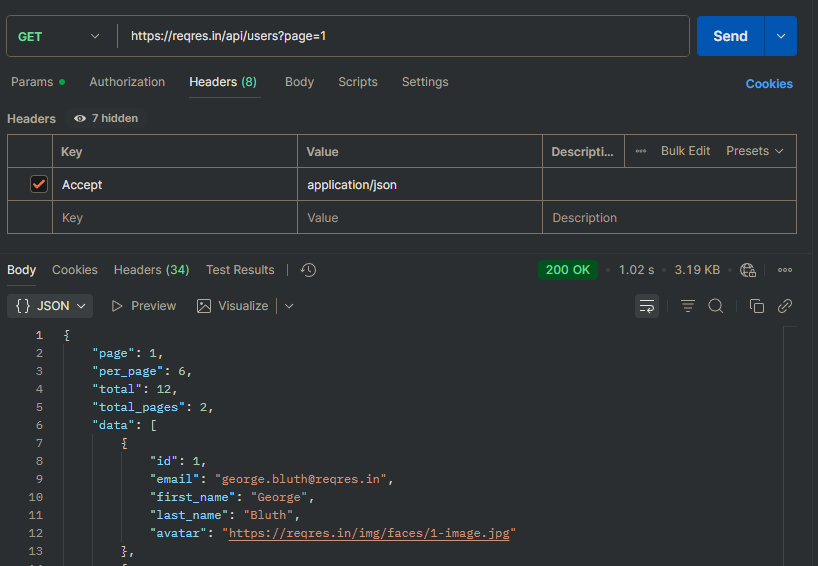 GET https://reqres.in/api/users?page=1 Send
Params Authorization Headers (8) Body Scripts Settings Cookies
Headers 7 hidden
Key Value Descripti... Bulk Edit Presets
Accept application/json
Key Value Description
Body Cookies Headers (34) Test Results 200 OK 1.02 s 3.19 KB
{} JSON Preview Visualize
1 {
2 "page": 1,
3 "per_page": 6,
4 "total": 12,
5 "total_pages": 2,
6 "data": [
7 {
8 "id": 1,
9 "email": "george.bluth@reqres.in",
10 "first_name": "George",
11 "last_name": "Bluth",
12 "avatar": "https://reqres.in/img/faces/1-image.jpg"
13 },